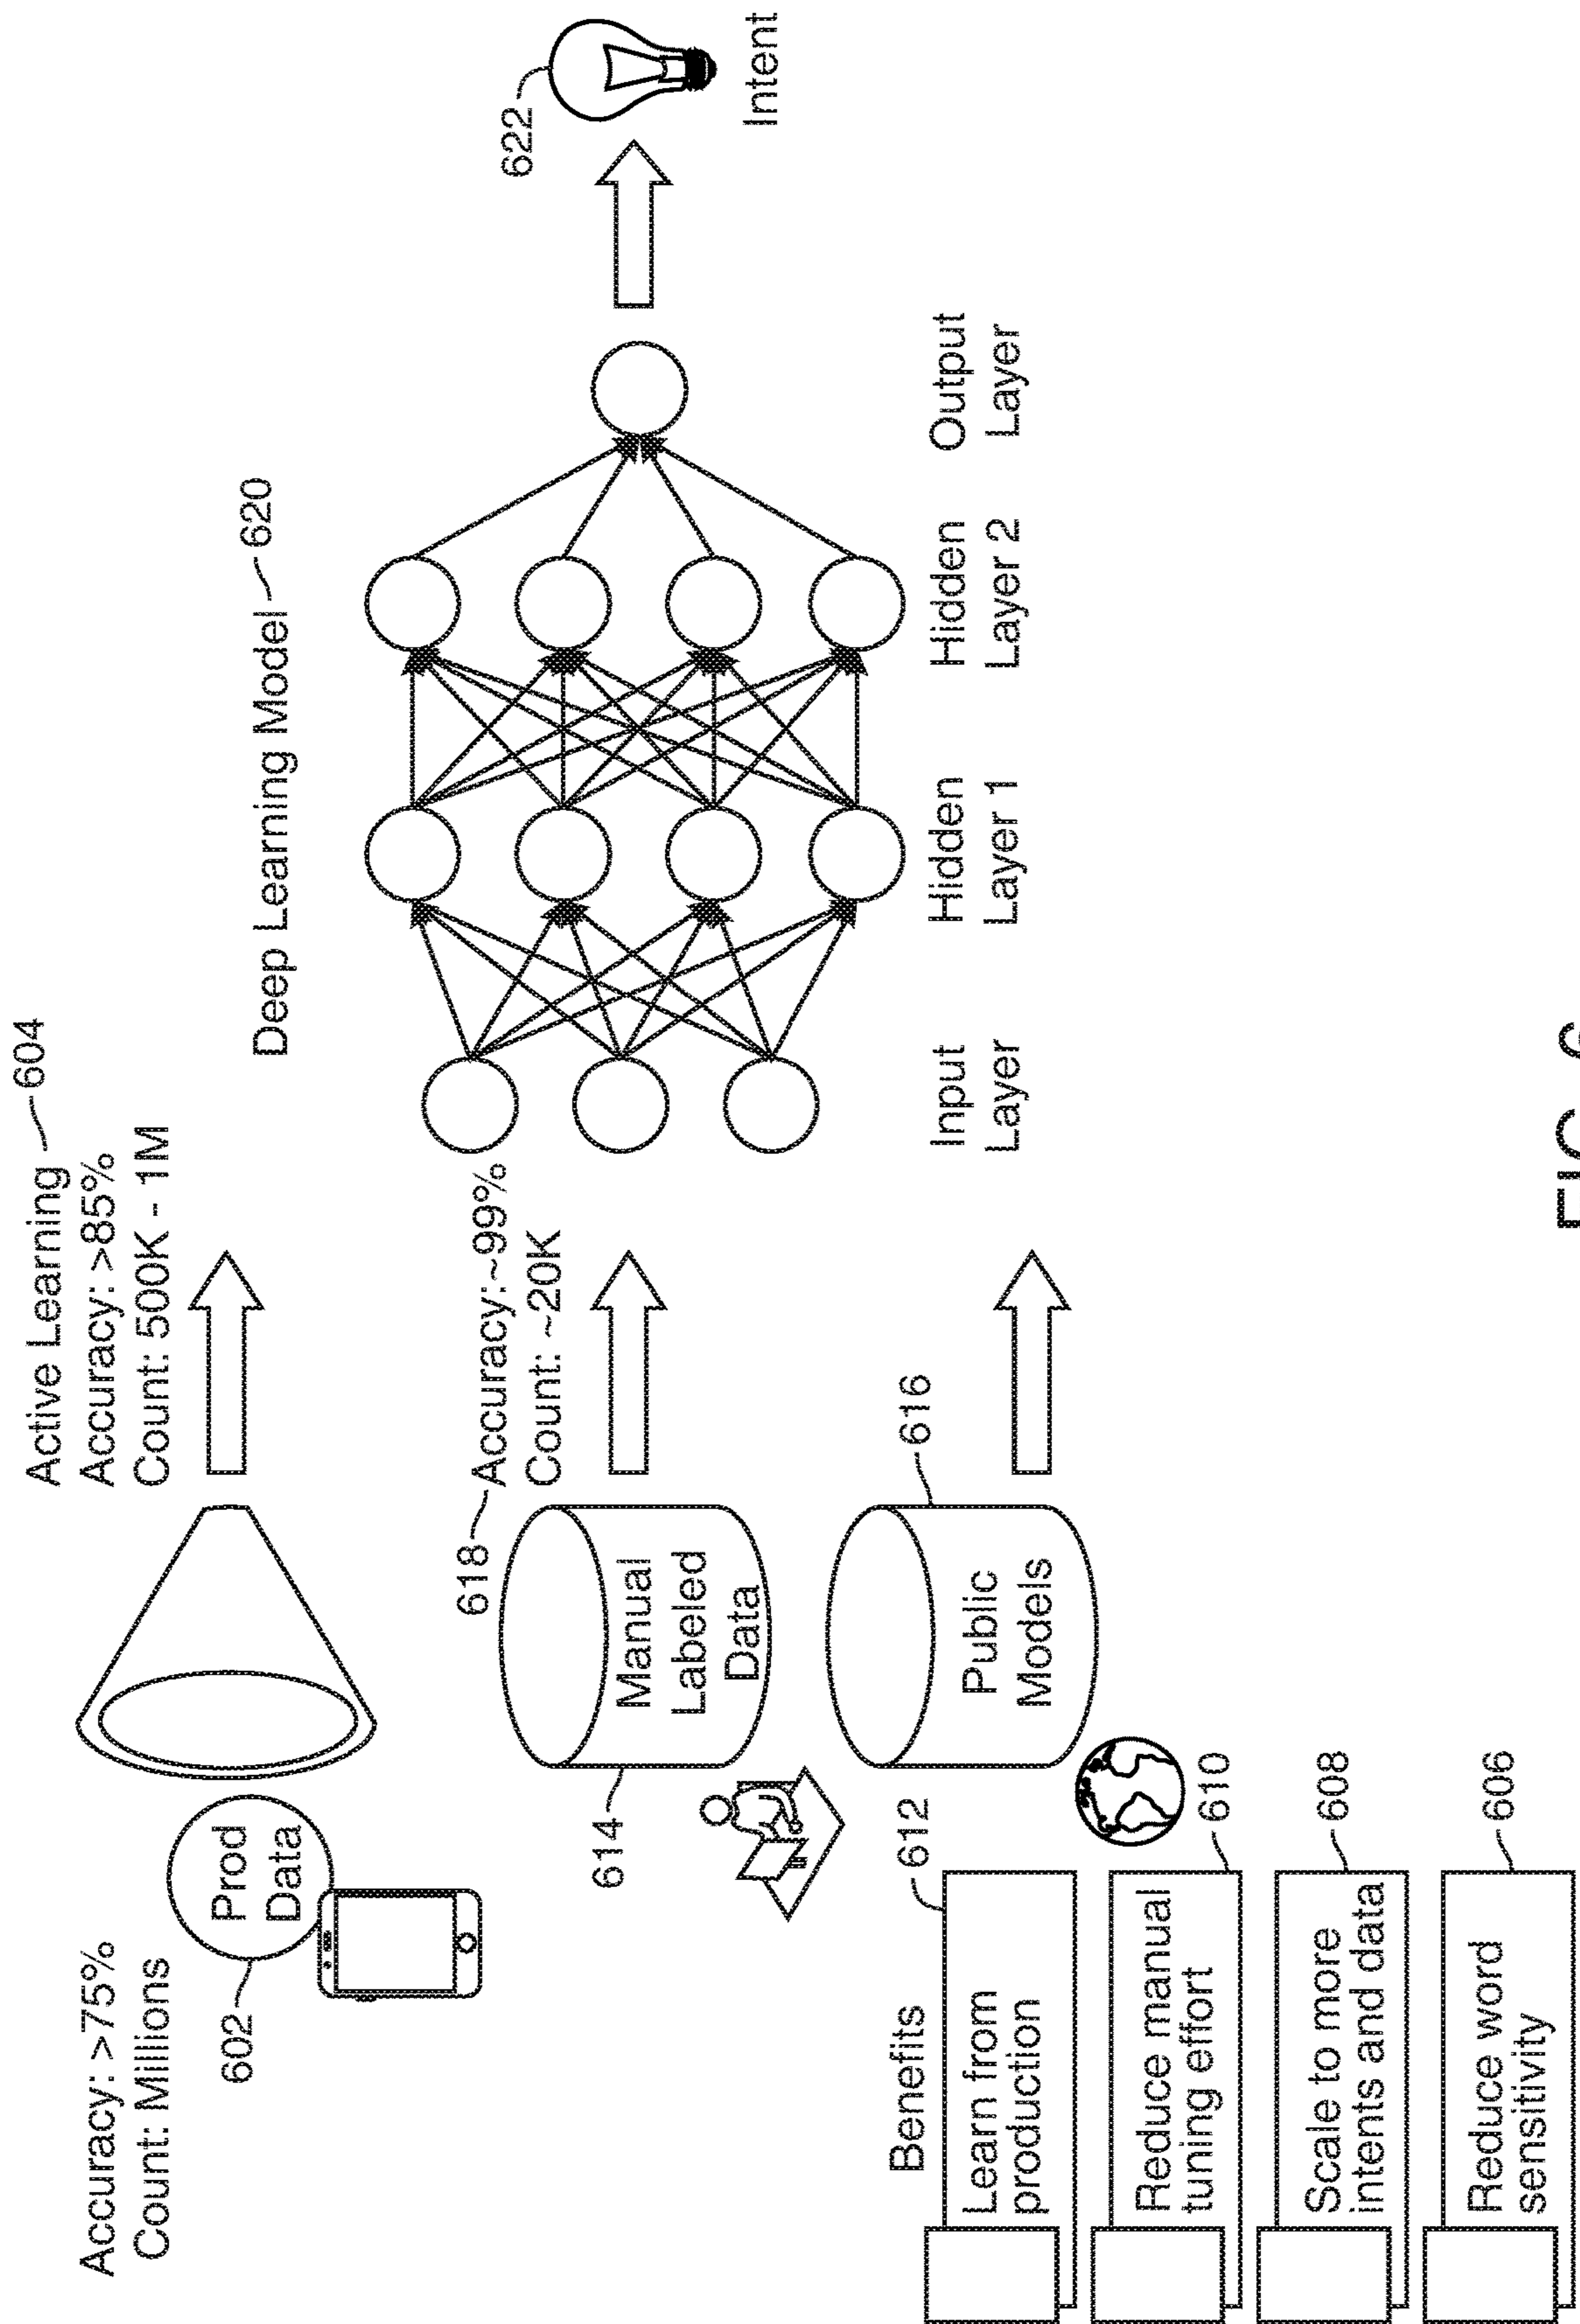 Accuracy: >75%
Count: Millions
602
Prod
Data
Active Learning
604
Accuracy: >85%
Count: 500K - 1M
614
Manual
Labeled
Data
618
Accuracy:~99%
Count: ~20K
Public
Models
616
Deep Learning Model
620
Input
Layer
Hidden
Layer 1
Hidden
Layer 2
Output
Layer
622
Intent
Benefits
612
Learn from
production
610
Reduce manual
tuning effort
608
Scale to more
intents and data
606
Reduce word
sensitivity